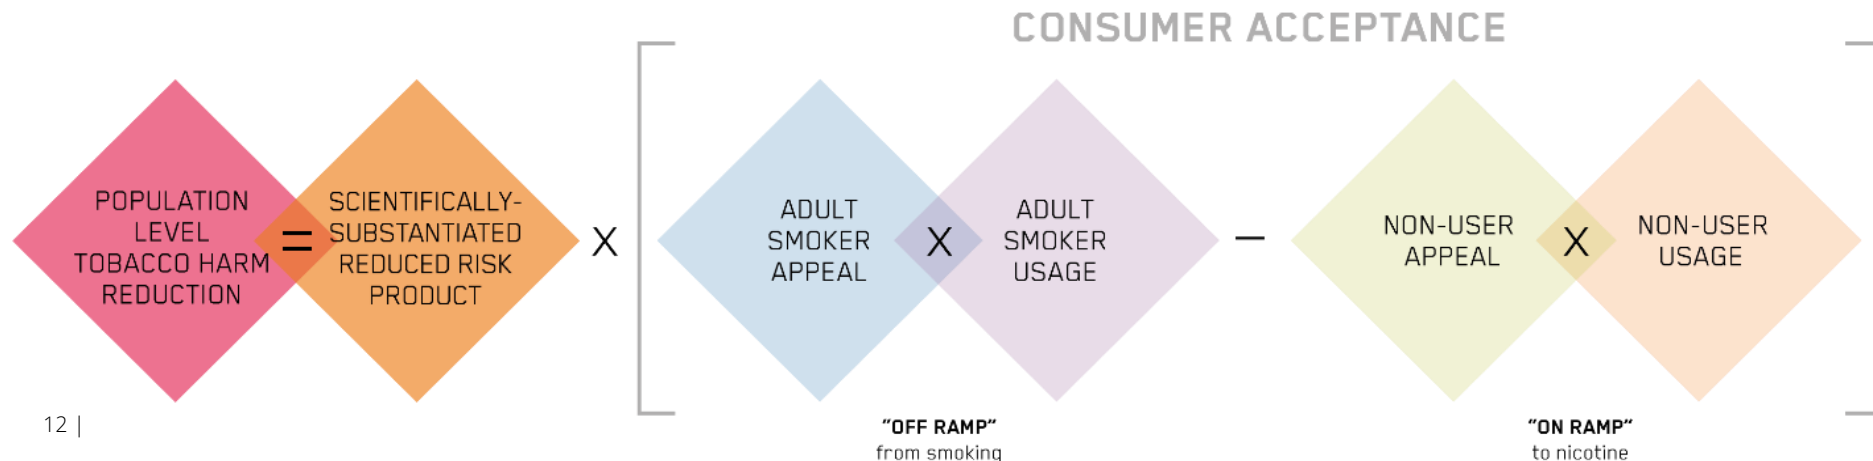 CONSUMER ACCEPTANCE
POPULATION
LEVEL
TOBACCO HARM
REDUCTION
=
SCIENTIFICALLY-
SUBSTANTIATED
REDUCED RISK
PRODUCT
X
ADULT
SMOKER
APPEAL
X
ADULT
SMOKER
USAGE
–
NON-USER
APPEAL
X
NON-USER
USAGE
"OFF RAMP"
from smoking
"ON RAMP"
to nicotine
12 |